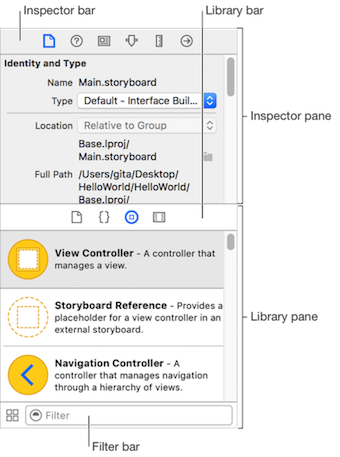 Inspector bar
Library bar
Identity and Type
Name Main.storyboard
Type Default - Interface Buil...
Location Relative to Group
Base.lproj/
Main.storyboard
Full Path /Users/gita/Desktop/
HelloWorld/HelloWorld/
Base.lproj/
Inspector pane
{}
View Controller - A controller that
manages a view.
Storyboard Reference - Provides a
placeholder for a view controller in an
external storyboard.
Navigation Controller - A
controller that manages navigation
through a hierarchy of views.
Library pane
Filter
Filter bar